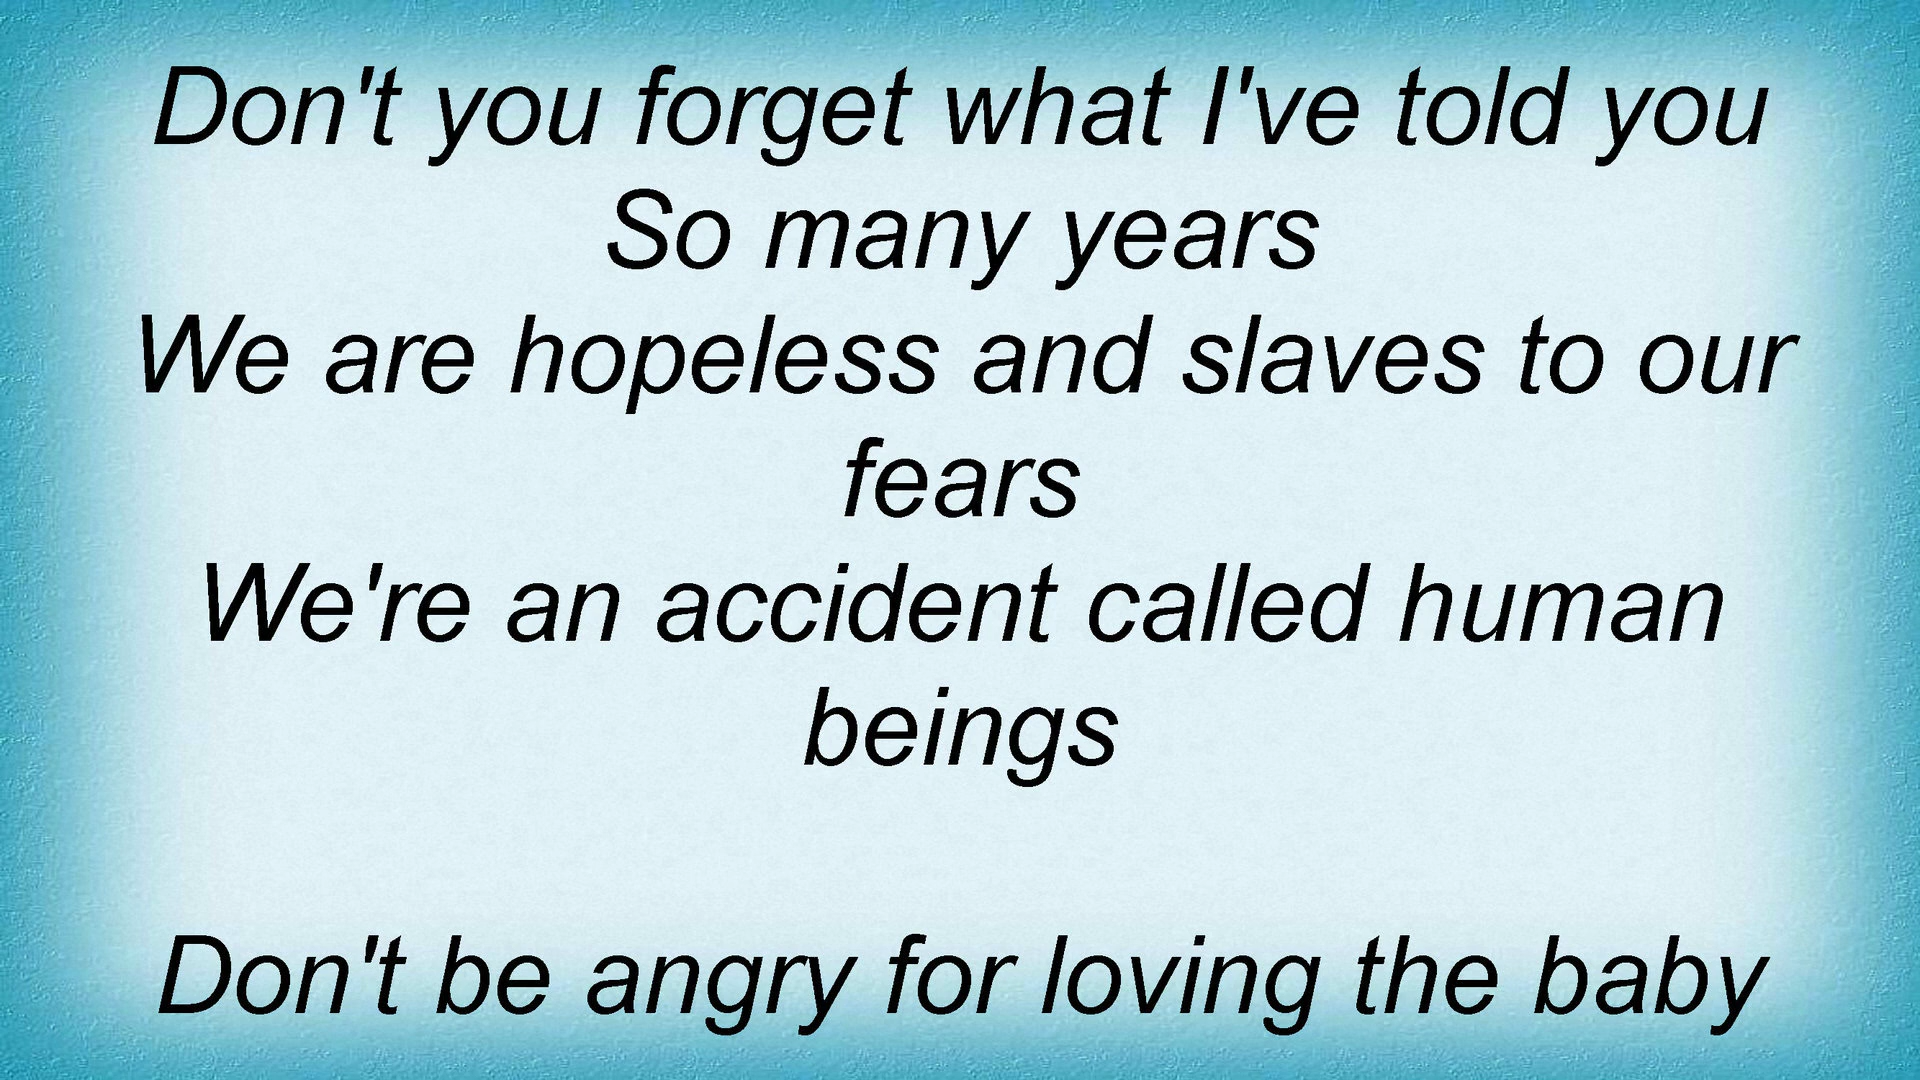 Don't you forget what I've told you
So many years
We are hopeless and slaves to our
fears
We're an accident called human
beings
Don't be angry for loving the baby